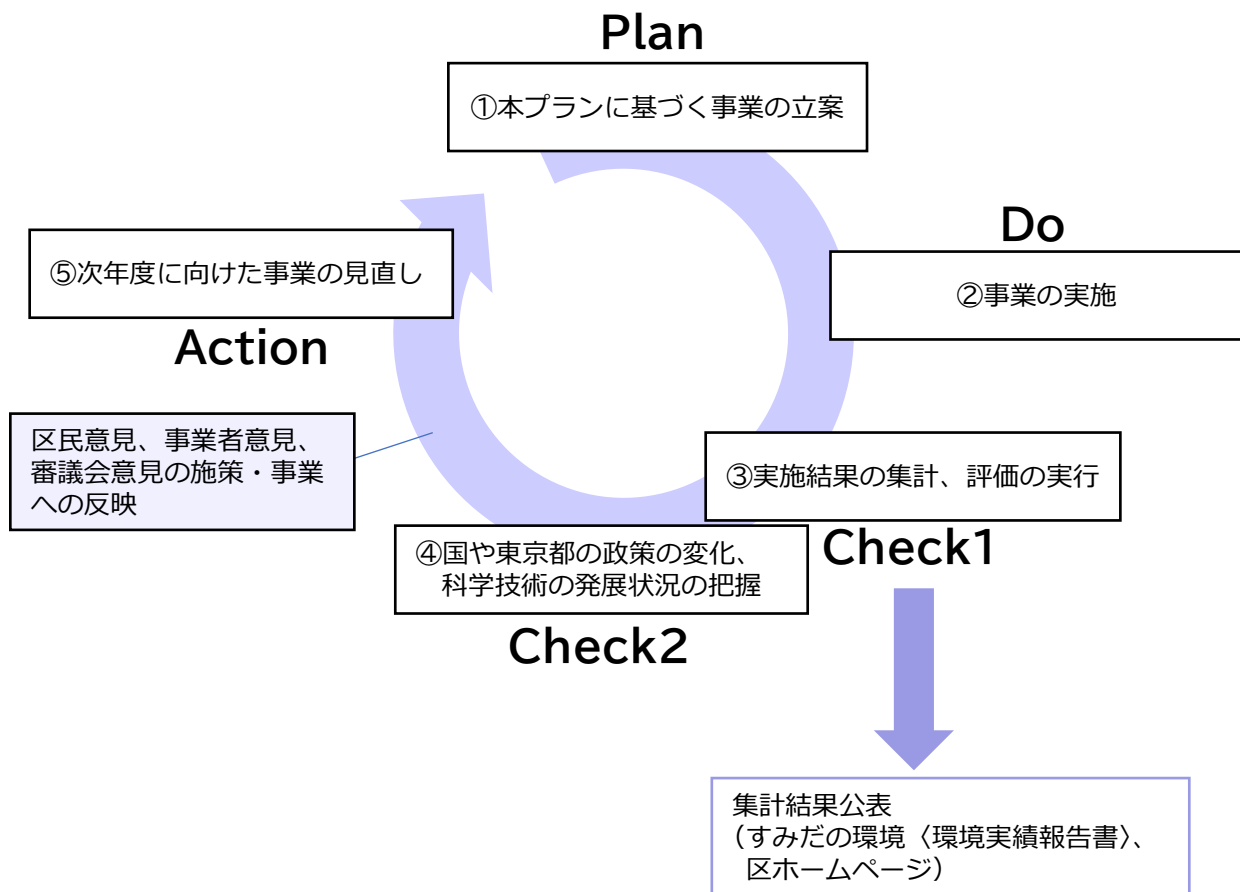 Plan
①本プランに基づく事業の立案
Do
②事業の実施
③実施結果の集計、評価の実行
Check1
④国や東京都の政策の変化、
科学技術の発展状況の把握
Check2
⑤次年度に向けた事業の見直し
Action
区民意見、事業者意見、
審議会意見の施策・事業
への反映
集計結果公表
（すみだの環境〈環境実績報告書〉、
区ホームページ）